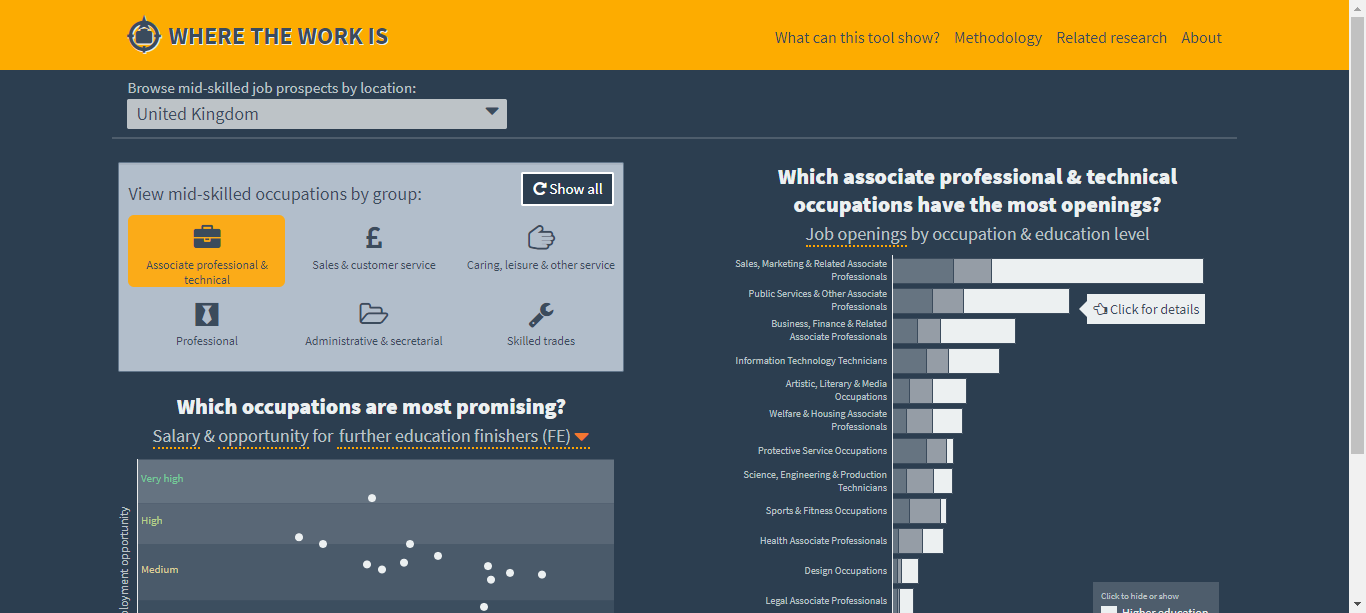 WHERE THE WORK IS
What can this tool show? Methodology Related research About
Browse mid-skilled job prospects by location:
United Kingdom
View mid-skilled occupations by group:
Show all
Associate professional &
technical
£
Sales & customer service
Caring, leisure & other service
Professional
Administrative & secretarial
Skilled trades
Which occupations are most promising?
Salary & opportunity for further education finishers (FE)
Very high
High
Medium
ployment opportunity
Which associate professional & technical
occupations have the most openings?
Job openings by occupation & education level
Sales, Marketing & Related Associate
Professionals
Public Services & Other Associate
Professionals
Click for details
Business, Finance & Related
Associate Professionals
Information Technology Technicians
Artistic, Literary & Media
Occupations
Welfare & Housing Associate
Professionals
Protective Service Occupations
Science, Engineering & Production
Technicians
Sports & Fitness Occupations
Health Associate Professionals
Design Occupations
Legal Associate Professionals
Click to hide or show
Higher education